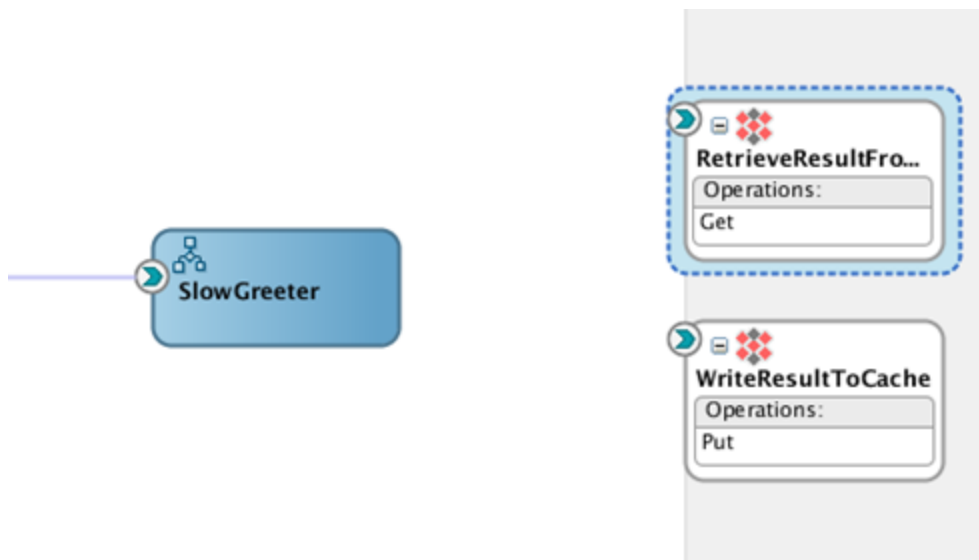 SlowGreeter
RetrieveResultFro...
Operations:
Get
WriteResultToCache
Operations:
Put